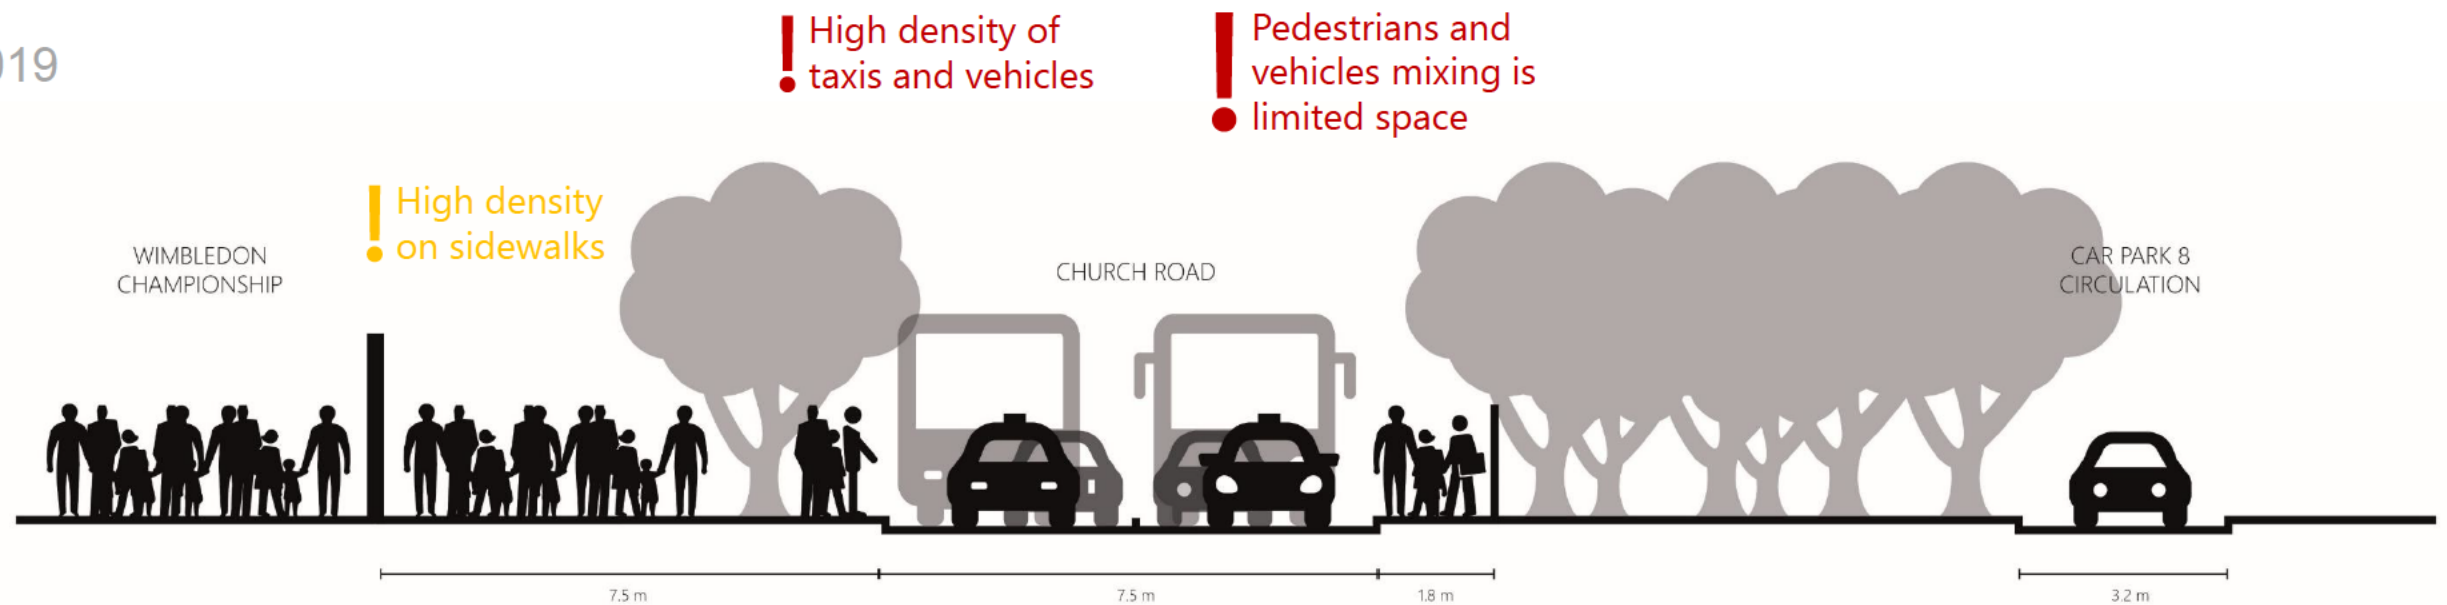 High density of
taxis and vehicles
Pedestrians and
vehicles mixing is
limited space
19
High density
on sidewalks
WIMBLEDON
CHAMPIONSHIP
CHURCH ROAD
CAR PARK 8
CIRCULATION
7.5 m
7.5 m
1.8 m
3.2 m